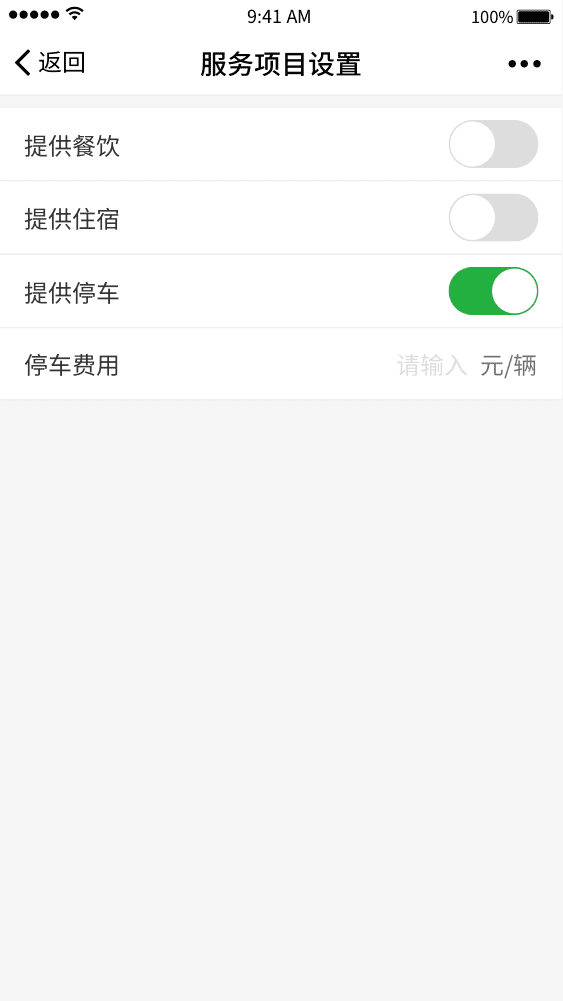 9:41 AM 100%
返回 服务项目设置
提供餐饮
提供住宿
提供停车
停车费用 请输入 元/辆